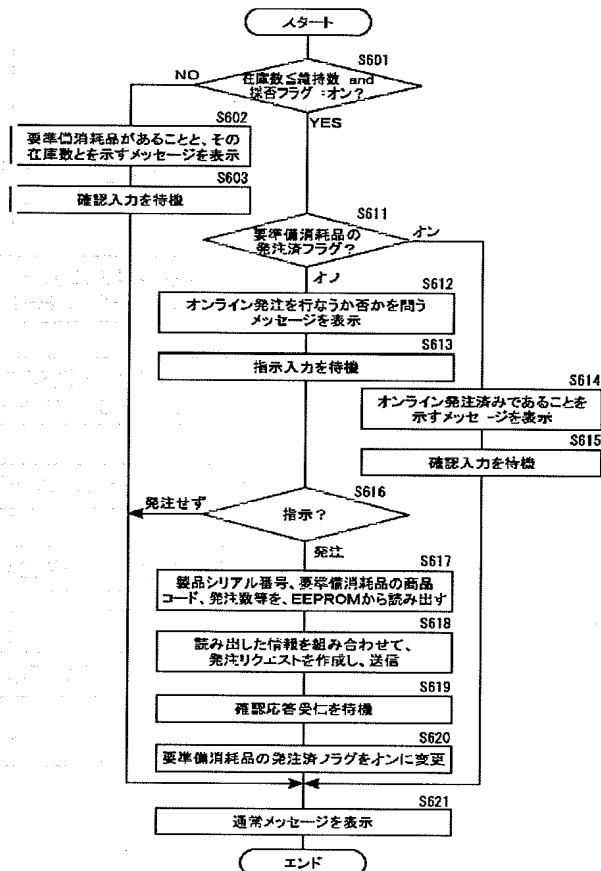 スタート
S601
在庫数≦維持数 and
採否フラグ=オン?
NO
YES
S602
要準備消耗品があることと、その
在庫数とを示すメッセージを表示
S603
確認入力を待機
S611
要準備消耗品の
発注済フラグ?
オン
オフ
S612
オンライン発注を行なうか否かを問う
メッセージを表示
S613
指示入力を待機
S614
オンライン発注済みであることを
示すメッセージを表示
S615
確認入力を待機
S616
発注せず
指示?
発注
S617
製品シリアル番号、要準備消耗品の商品
コード、発注数等を、EEPROMから読み出す
S618
読み出した情報を組み合わせて、
発注リクエストを作成し、送信
S619
確認応答受信を待機
S620
要準備消耗品の発注済フラグをオンに変更
S621
通常メッセージを表示
エンド